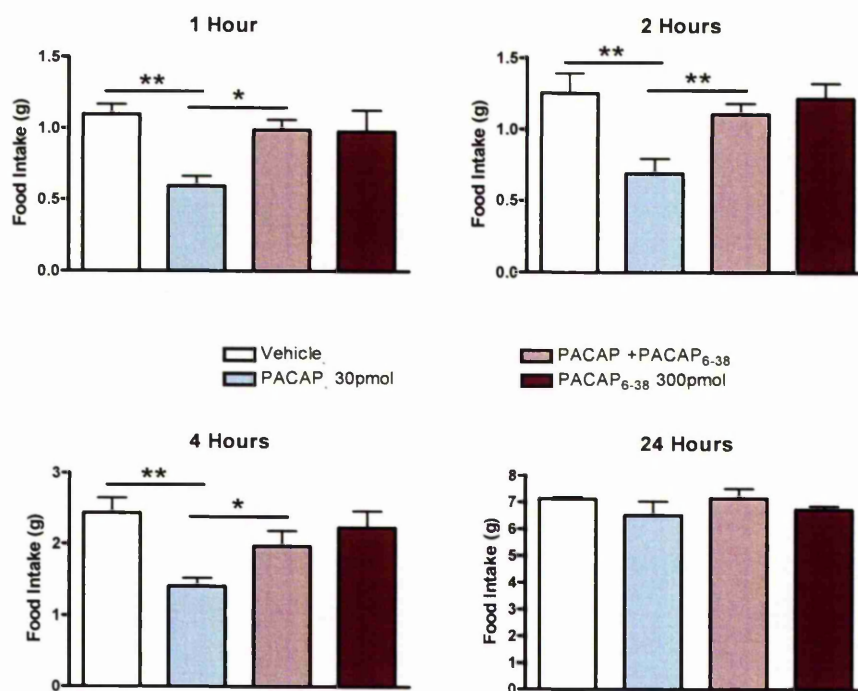 1 Hour
Food Intake (g)
1.5
1.0
0.5
0.0
**
*
2 Hours
Food Intake (g)
1.5
1.0
0.5
0.0
**
**
Vehicle
PACAP 30pmol
PACAP +PACAP6-38
PACAP6-38 300pmol
4 Hours
Food Intake (g)
3
2
1
0
**
*
24 Hours
Food Intake (g)
8
7
6
5
4
3
2
1
0